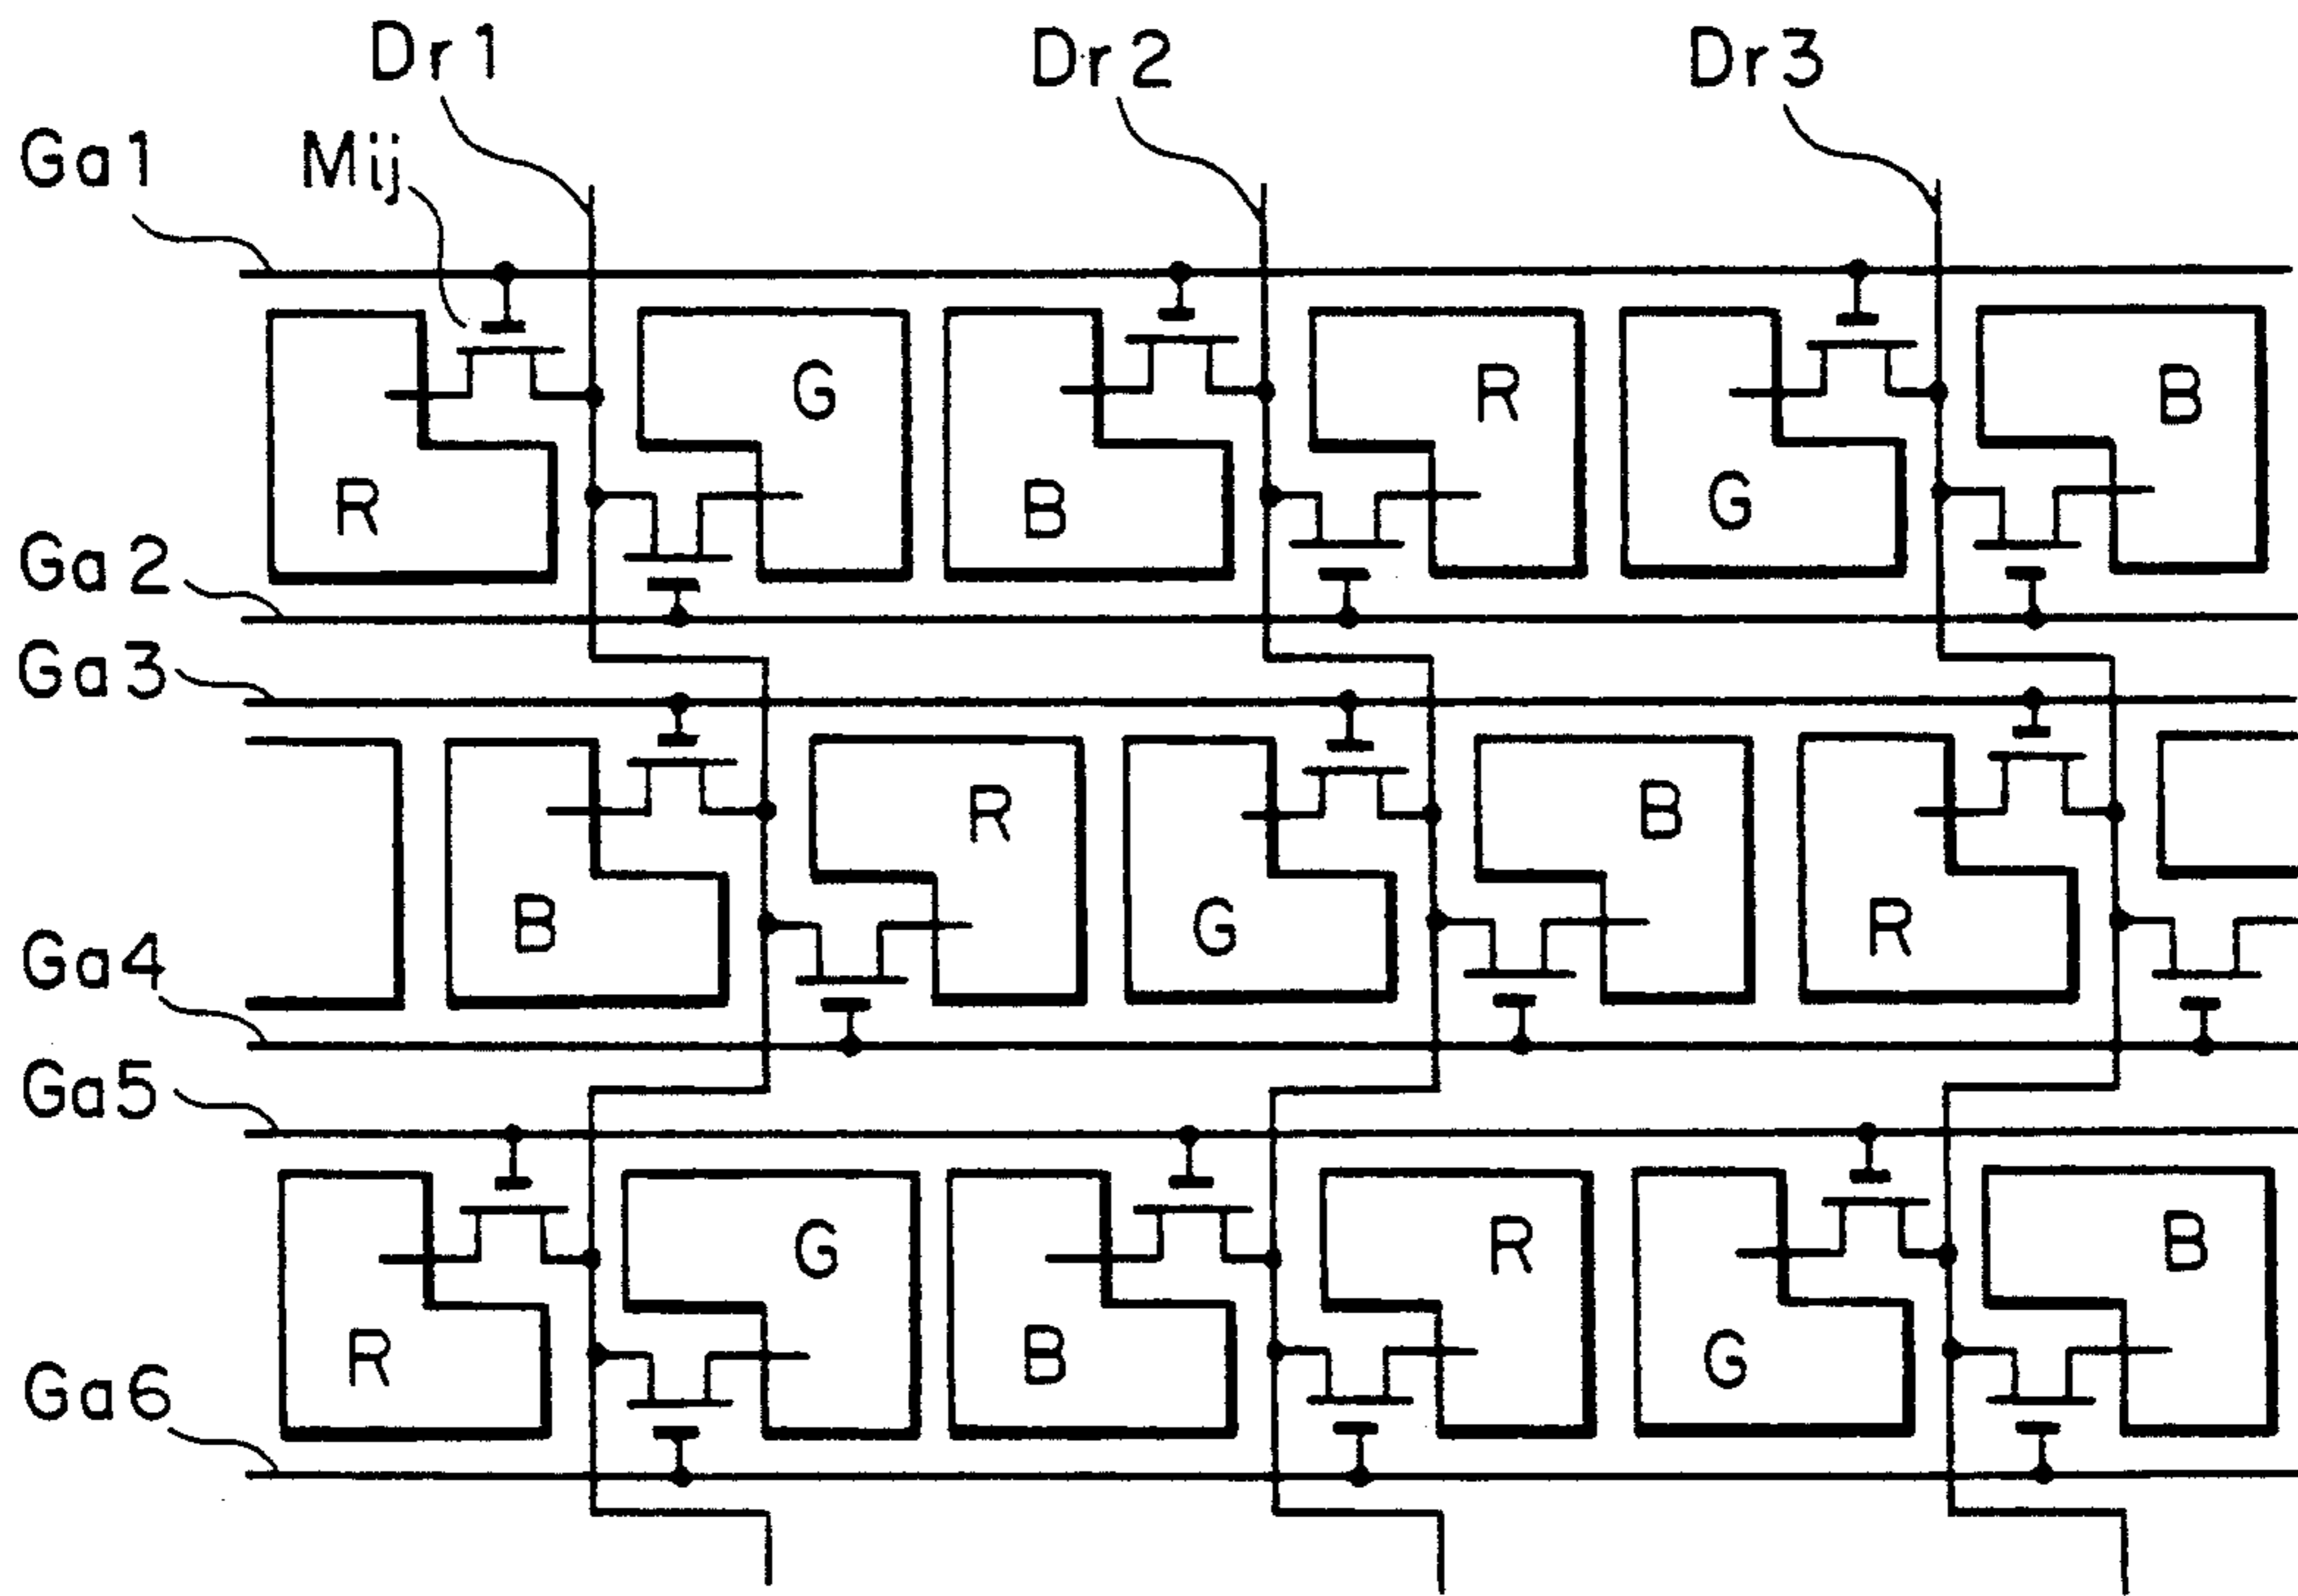 Dr1 Dr2 Dr3
Ga1 Mij
G R B
R B G
Ga2
Ga3
R B
B G R
Ga4
Ga5
G R B
R B G
Ga6